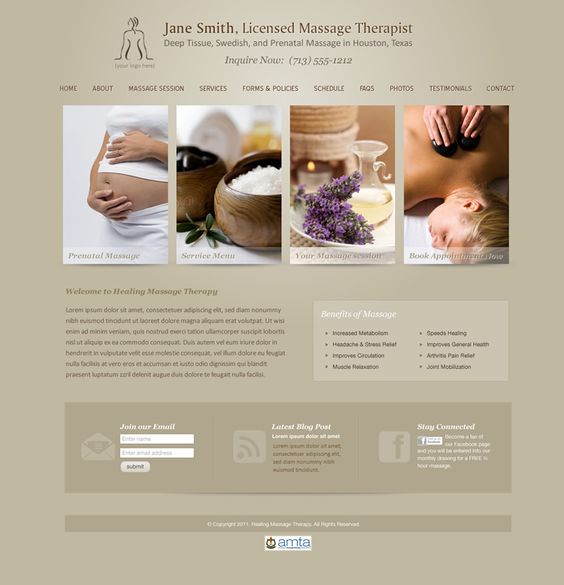 Jane Smith, Licensed Massage Therapist
Deep Tissue, Swedish, and Prenatal Massage in Houston, Texas
Inquire Now: (713) 555-1212
{your logo here}
HOME ABOUT MASSAGE SESSION SERVICES FORMS & POLICIES SCHEDULE FAQS PHOTOS TESTIMONIALS CONTACT
Prenatal Massage
Service Menu
Your Massage session
Book Appointment Now
Welcome to Healing Massage Therapy
Lorem ipsum dolor sit amet, consectetuer adipiscing elit, sed diam
nonummy nibh euismod tincidunt ut laoreet dolore magna aliquam erat volutpat. Ut wisi
enim ad minim veniam, quis nostrud exerci tation ullamcorper suscipit lobortis
nisl ut aliquip ex ea commodo consequat. Duis autem vel eum iriure dolor in
hendrerit in vulputate velit esse molestie consequat, vel illum dolore eu feugiat
nulla facilisis at vero eros et accumsan et iusto odio dignissim qui blandit
praesent luptatum zzril delenit augue duis dolore te feugait nulla facilisi.
Benefits of Massage
» Increased Metabolism
» Headache & Stress Relief
» Improves Circulation
» Muscle Relaxation
» Speeds Healing
» Improves General Health
» Arthritis Pain Relief
» Joint Mobilization
Join our Email
Enter name
Enter email address
submit
Latest Blog Post
Lorem ipsum dolor sit amet
Lorem ipsum dolor sit amet,
consectetuer adipiscing elit,
sed diam nonummy nibh
euismod tincidunt.
Stay Connected
Become a fan of
our Facebook page
and you will be entered into our
monthly drawing for a FREE ½
hour massage.
© Copyright 2011. Healing Massage Therapy. All Rights Reserved.
amta